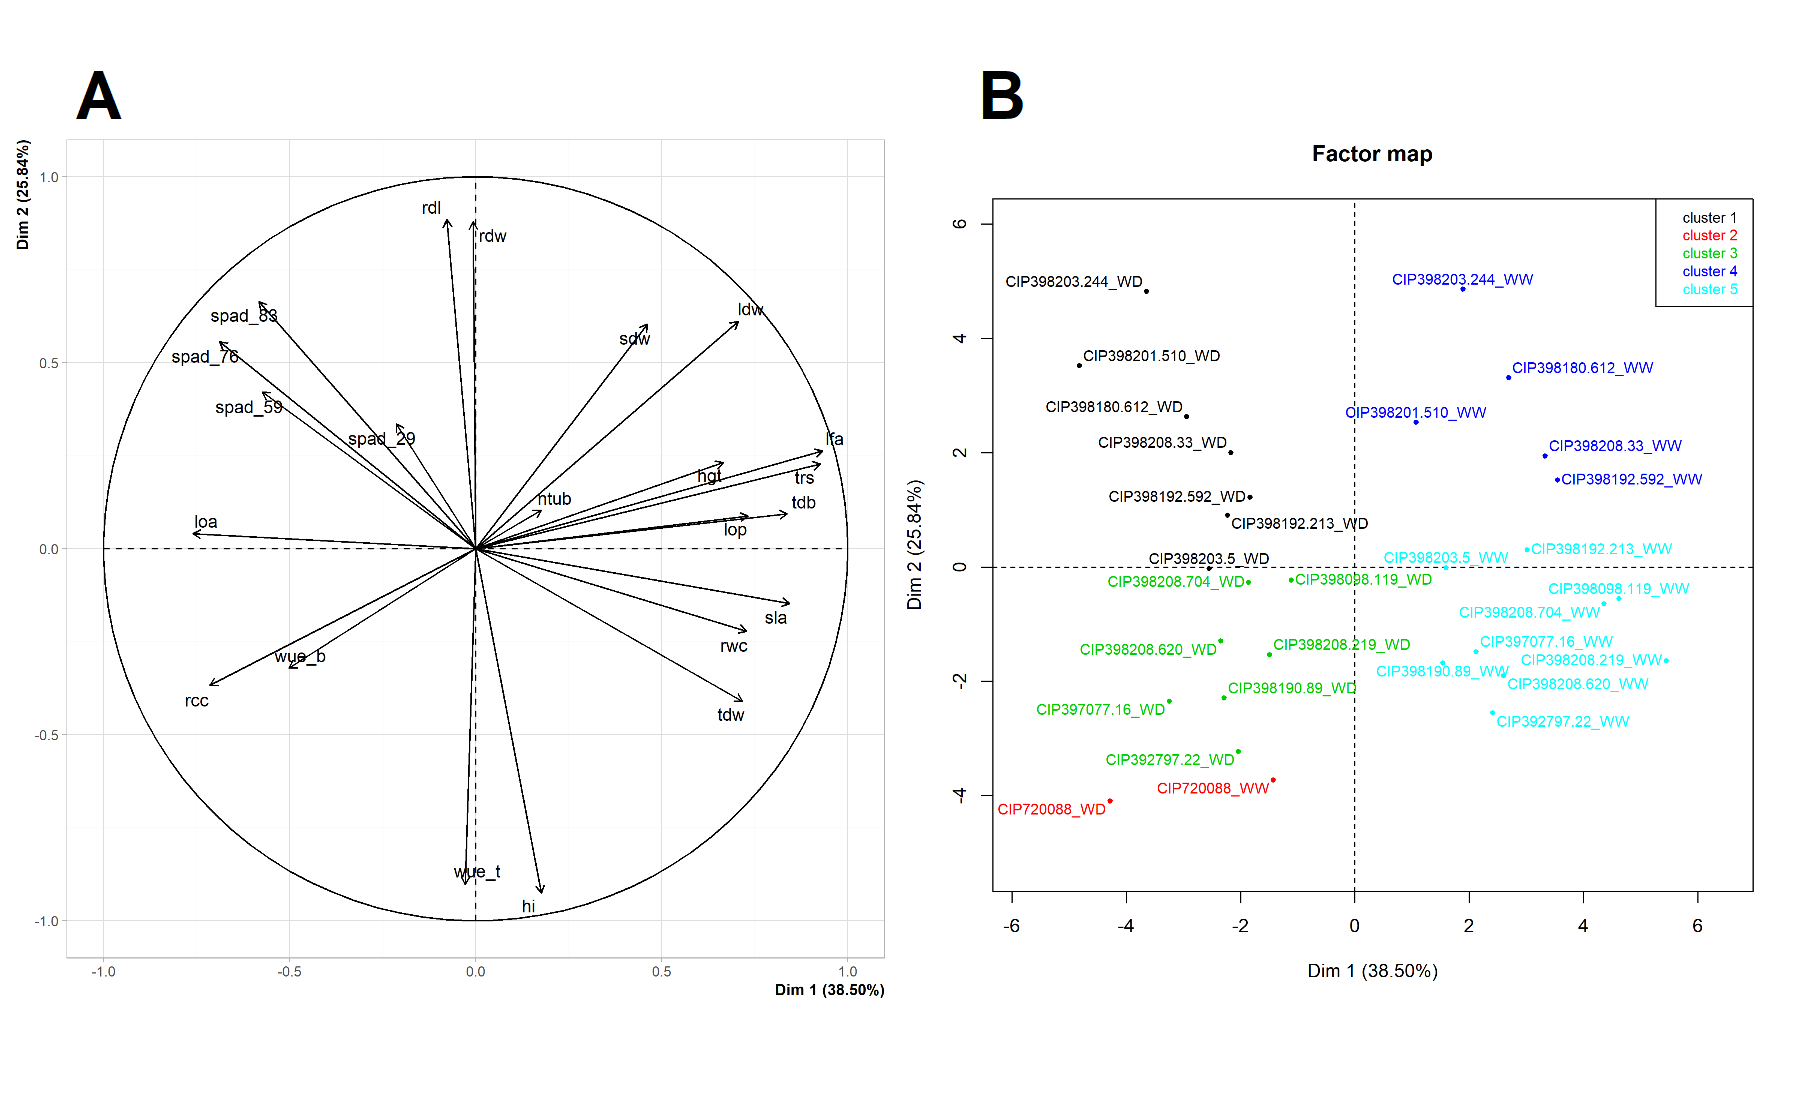 A
Dim 2 (25.84%)
1.0
0.5
0.0
-0.5
-1.0
rdl
rdw
spad_83
ldw
sdw
spad_76
spad_59
spad_29
lfa
hgt
trs
ntub
tdb
loa
lop
sla
rwc
wue_b
rcc
tdw
wue_t
hi
-1.0
-0.5
0.0
0.5
1.0
Dim 1 (38.50%)
B
Factor map
Dim 2 (25.84%)
6
4
2
0
-2
-4
cluster 1
cluster 2
cluster 3
cluster 4
cluster 5
CIP398203.244_WD
CIP398203.244_WW
CIP398201.510_WD
CIP398180.612_WW
CIP398180.612_WD
CIP398201.510_WW
CIP398208.33_WD
CIP398208.33_WW
CIP398192.592_WD
CIP398192.592_WW
CIP398192.213_WD
CIP398192.213_WW
CIP398203.5_WD
CIP398203.5_WW
CIP398208.704_WD
CIP398098.119_WD
CIP398098.119_WW
CIP398208.704_WW
CIP398208.620_WD
CIP398208.219_WD
CIP397077.16_WW
CIP398208.219_WW
CIP398190.89_WW
CIP398190.89_WD
CIP398208.620_WW
CIP397077.16_WD
CIP392797.22_WW
CIP392797.22_WD
CIP720088_WW
CIP720088_WD
-6
-4
-2
0
2
4
6
Dim 1 (38.50%)